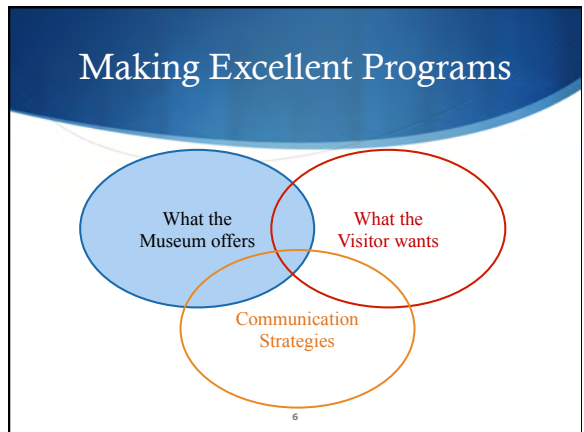 Making Excellent Programs
What the
Museum offers
What the
Visitor wants
Communication
Strategies
6